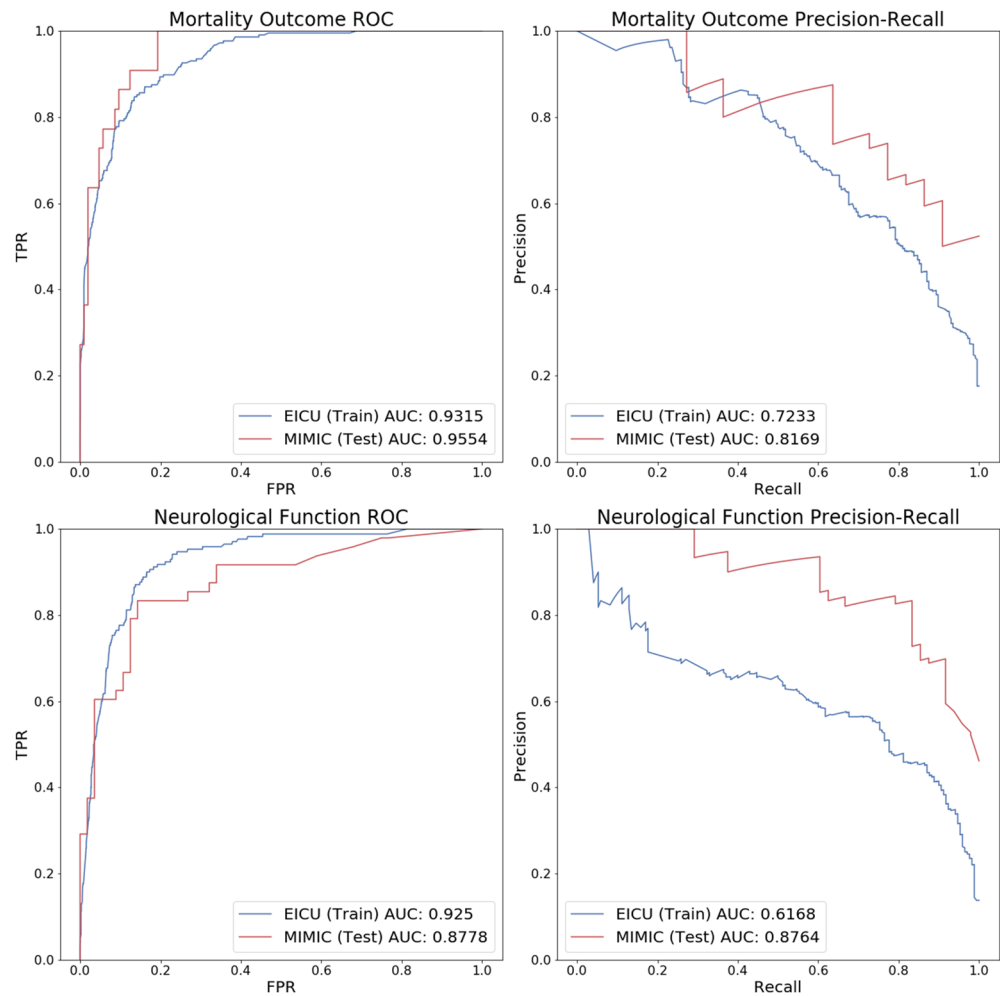 Mortality Outcome ROC
1.0
0.8
0.6
0.4
0.2
0.0
TPR
0.0 0.2 0.4 0.6 0.8 1.0
FPR
EICU (Train) AUC: 0.9315
MIMIC (Test) AUC: 0.9554
Mortality Outcome Precision-Recall
1.0
0.8
0.6
0.4
0.2
0.0
Precision
0.0 0.2 0.4 0.6 0.8 1.0
Recall
EICU (Train) AUC: 0.7233
MIMIC (Test) AUC: 0.8169
Neurological Function ROC
1.0
0.8
0.6
0.4
0.2
0.0
TPR
0.0 0.2 0.4 0.6 0.8 1.0
FPR
EICU (Train) AUC: 0.925
MIMIC (Test) AUC: 0.8778
Neurological Function Precision-Recall
1.0
0.8
0.6
0.4
0.2
0.0
Precision
0.0 0.2 0.4 0.6 0.8 1.0
Recall
EICU (Train) AUC: 0.6168
MIMIC (Test) AUC: 0.8764